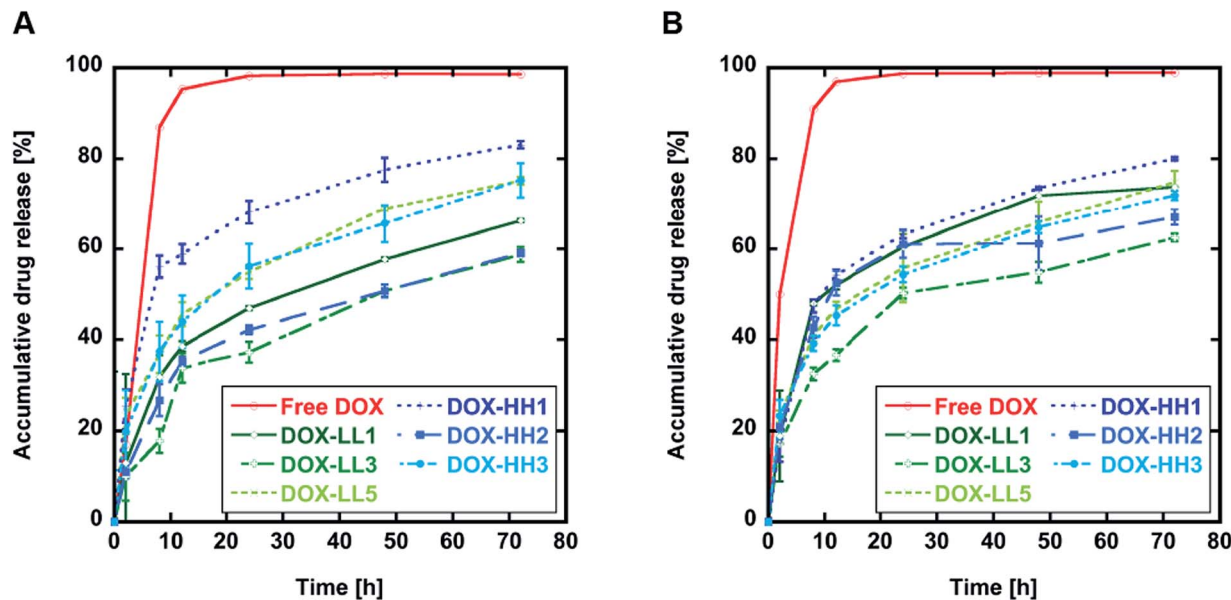 A
Accumulative drug release [%]
100
80
60
40
20
0
Free DOX
DOX-HH1
DOX-LL1
DOX-HH2
DOX-LL3
DOX-HH3
DOX-LL5
0 10 20 30 40 50 60 70 80
Time [h]
B
Accumulative drug release [%]
100
80
60
40
20
0
Free DOX
DOX-HH1
DOX-LL1
DOX-HH2
DOX-LL3
DOX-HH3
DOX-LL5
0 10 20 30 40 50 60 70 80
Time [h]